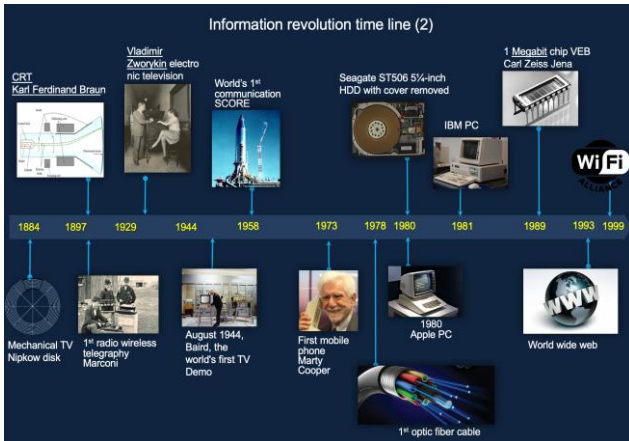 Information revolution time line (2)
CRT
Karl Ferdinand Braun
Vladimir
Zworykin electro
nic television
World's 1st
communication
SCORE
Seagate ST506 5¼-inch
HDD with cover removed
IBM PC
1 Megabit chip VEB
Carl Zeiss Jena
WiFi
ALLIANCE
1884
1897
1929
1944
1958
1973
1978
1980
1981
1989
1993
1999
Mechanical TV
Nipkow disk
1st radio wireless
telegraphy
Marconi
August 1944,
Baird, the
world's first TV
Demo
First mobile
phone
Marty
Cooper
1980
Apple PC
1st optic fiber cable
WWW
World wide web